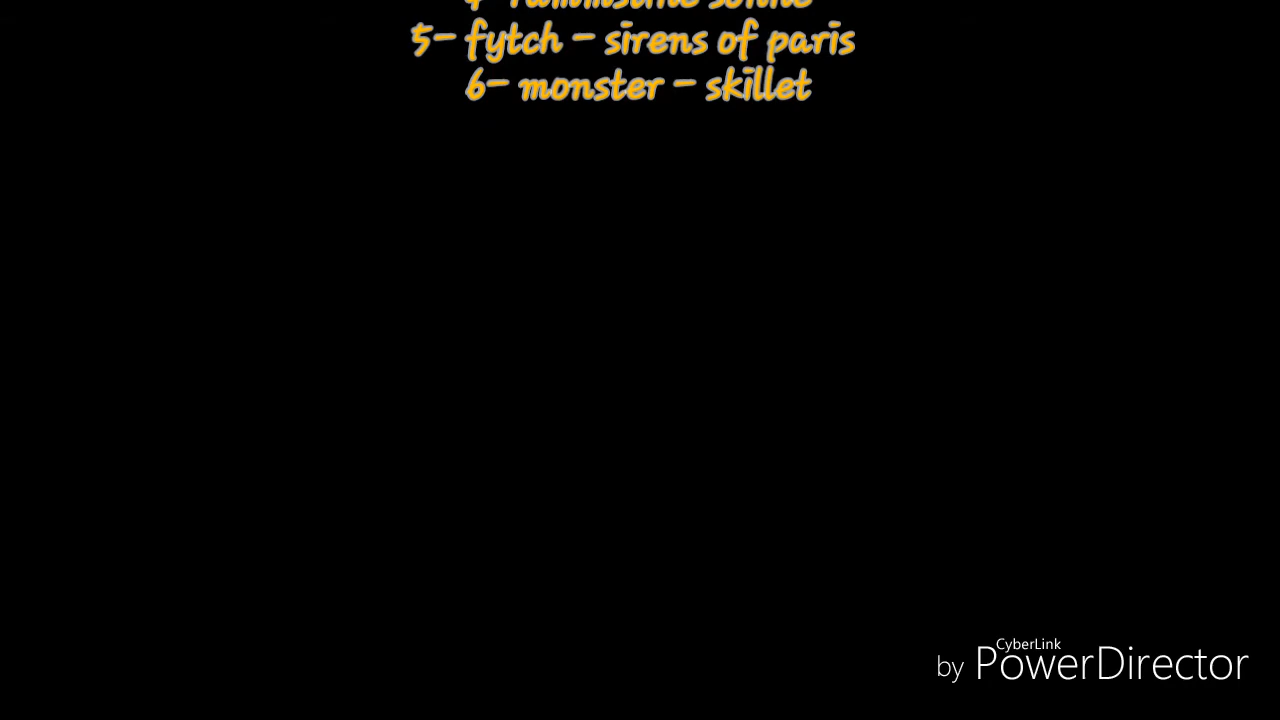 5- fytch - sirens of paris
6- monster - skillet
CyberLink
by PowerDirector